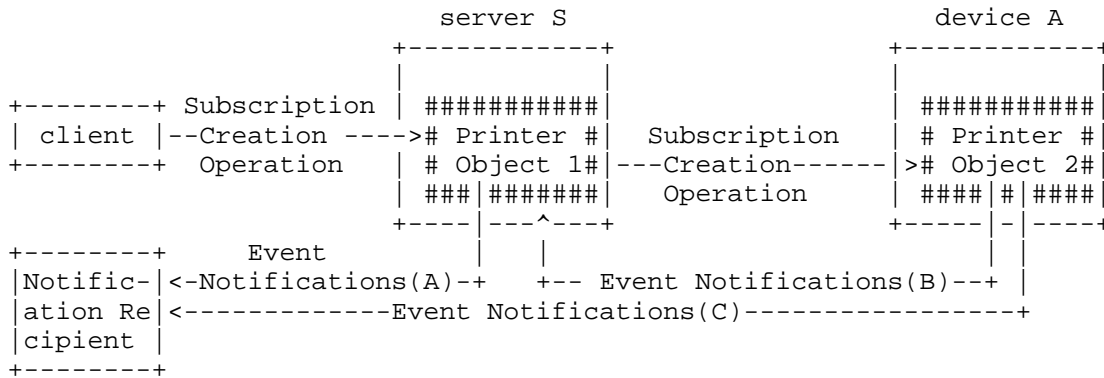 server S device A
Subscription ########### ###########
client --Creation ----># Printer # Subscription # Printer #
Operation # Object 1# ---Creation------ ># Object 2#
### ####### Operation #### # ####
Event
Notific- <-Notifications(A)-+ +-- Event Notifications(B)--+
ation Re <-------------Event Notifications(C)-----------------+
cipient